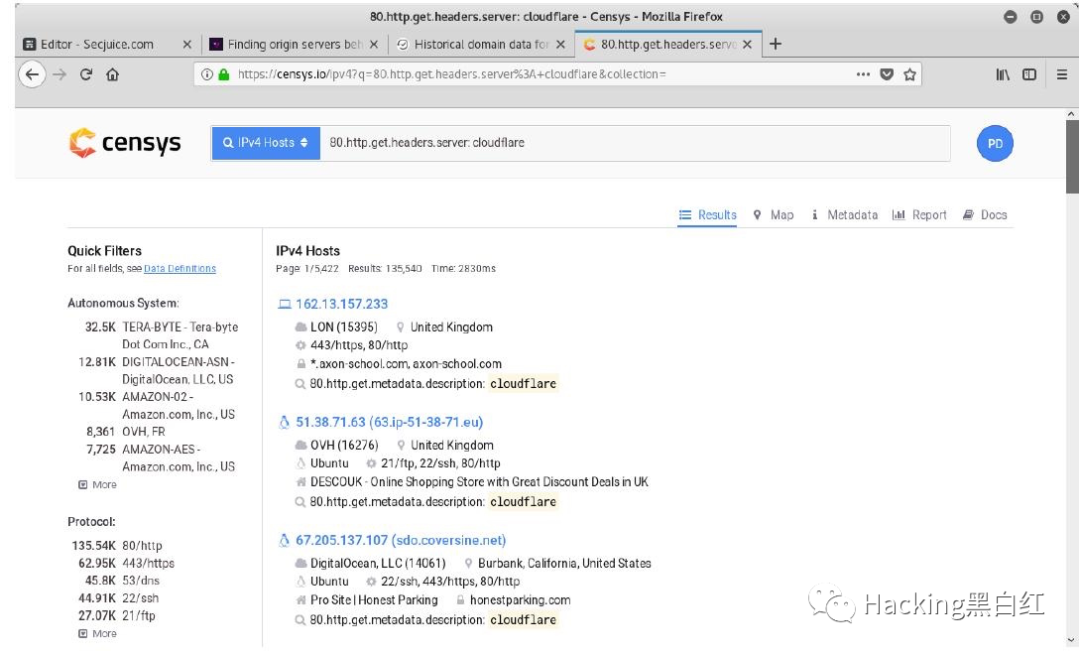 80.http.get.headers.server: cloudflare - Censys - Mozilla Firefox
Editor - Secjuice.com
Finding origin servers beh
Historical domain data for
80.http.get.headers.serve
https://censys.io/ipv4?q=80.http.get.headers.server%3A+cloudflare&collection=
censys
IPv4 Hosts
80.http.get.headers.server: cloudflare
PD
Results Map Metadata Report Docs
Quick Filters
For all fields, see Data Definitions
Autonomous System:
32.5K TERA-BYTE - Tera-byte
Dot Com Inc., CA
12.81K DIGITALOCEAN-ASN -
DigitalOcean, LLC, US
10.53K AMAZON-02 -
Amazon.com, Inc., US
8,361 OVH, FR
7,725 AMAZON-AES -
Amazon.com, Inc., US
More
Protocol:
135.54K 80/http
62.95K 443/https
45.8K 53/dns
44.91K 22/ssh
27.07K 21/ftp
More
IPv4 Hosts
Page: 1/5,422 Results: 135,540 Time: 2830ms
162.13.157.233
LON (15395) United Kingdom
443/https, 80/http
*.axon-school.com, axon-school.com
80.http.get.metadata.description: cloudflare
51.38.71.63 (63.ip-51-38-71.eu)
OVH (16276) United Kingdom
Ubuntu 21/ftp, 22/ssh, 80/http
DESCOUK - Online Shopping Store with Great Discount Deals in UK
80.http.get.metadata.description: cloudflare
67.205.137.107 (sdo.coversine.net)
DigitalOcean, LLC (14061) Burbank, California, United States
Ubuntu 22/ssh, 443/https, 80/http
Pro Site | Honest Parking honestparking.com
80.http.get.metadata.description: cloudflare
Hacking黑白红